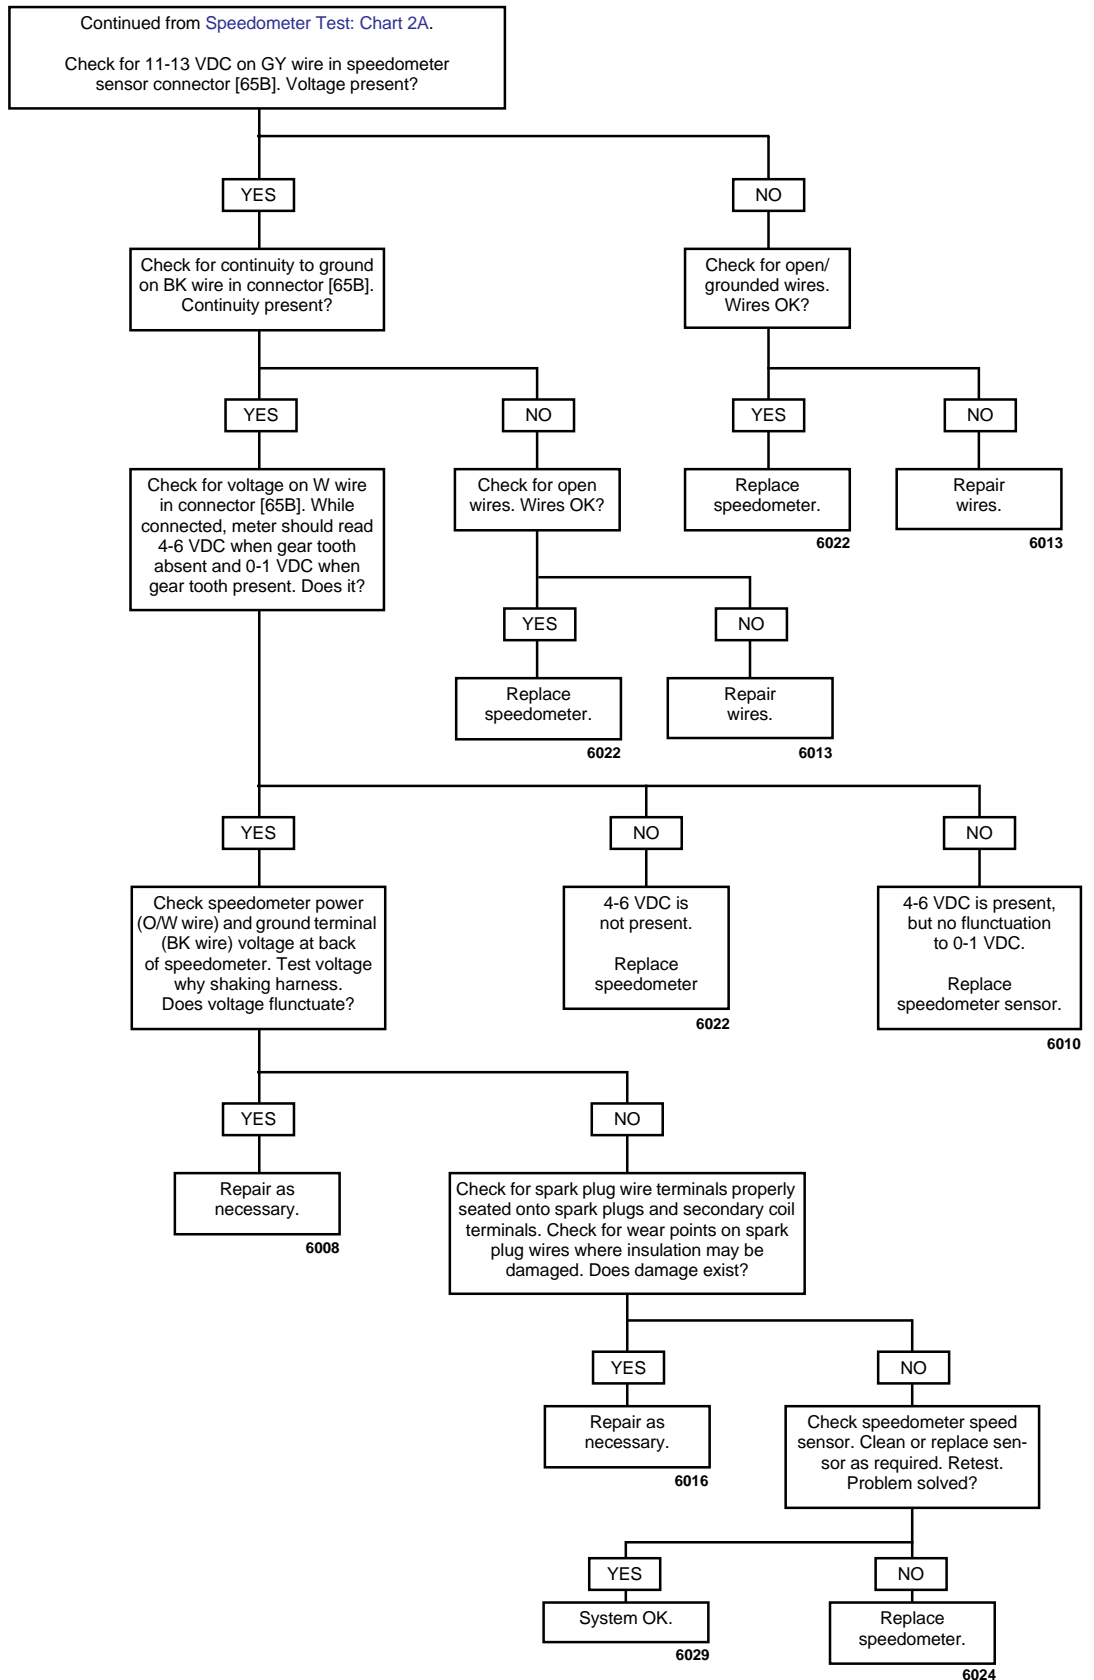 Continued from Speedometer Test: Chart 2A.
Check for 11-13 VDC on GY wire in speedometer
sensor connector [65B]. Voltage present?
YES
NO
Check for continuity to ground
on BK wire in connector [65B].
Continuity present?
Check for open/
grounded wires.
Wires OK?
YES
NO
YES
NO
Check for voltage on W wire
in connector [65B]. While
connected, meter should read
4-6 VDC when gear tooth
absent and 0-1 VDC when
gear tooth present. Does it?
Check for open
wires. Wires OK?
Replace
speedometer.
6022
Repair
wires.
6013
YES
NO
Replace
speedometer.
6022
Repair
wires.
6013
YES
NO
NO
Check speedometer power
(O/W wire) and ground terminal
(BK wire) voltage at back
of speedometer. Test voltage
why shaking harness.
Does voltage flunctuate?
4-6 VDC is
not present.
Replace
speedometer
6022
4-6 VDC is present,
but no flunctuation
to 0-1 VDC.
Replace
speedometer sensor.
6010
YES
NO
Repair as
necessary.
6008
Check for spark plug wire terminals properly
seated onto spark plugs and secondary coil
terminals. Check for wear points on spark
plug wires where insulation may be
damaged. Does damage exist?
YES
NO
Repair as
necessary.
6016
Check speedometer speed
sensor. Clean or replace sen-
sor as required. Retest.
Problem solved?
YES
NO
System OK.
6029
Replace
speedometer.
6024